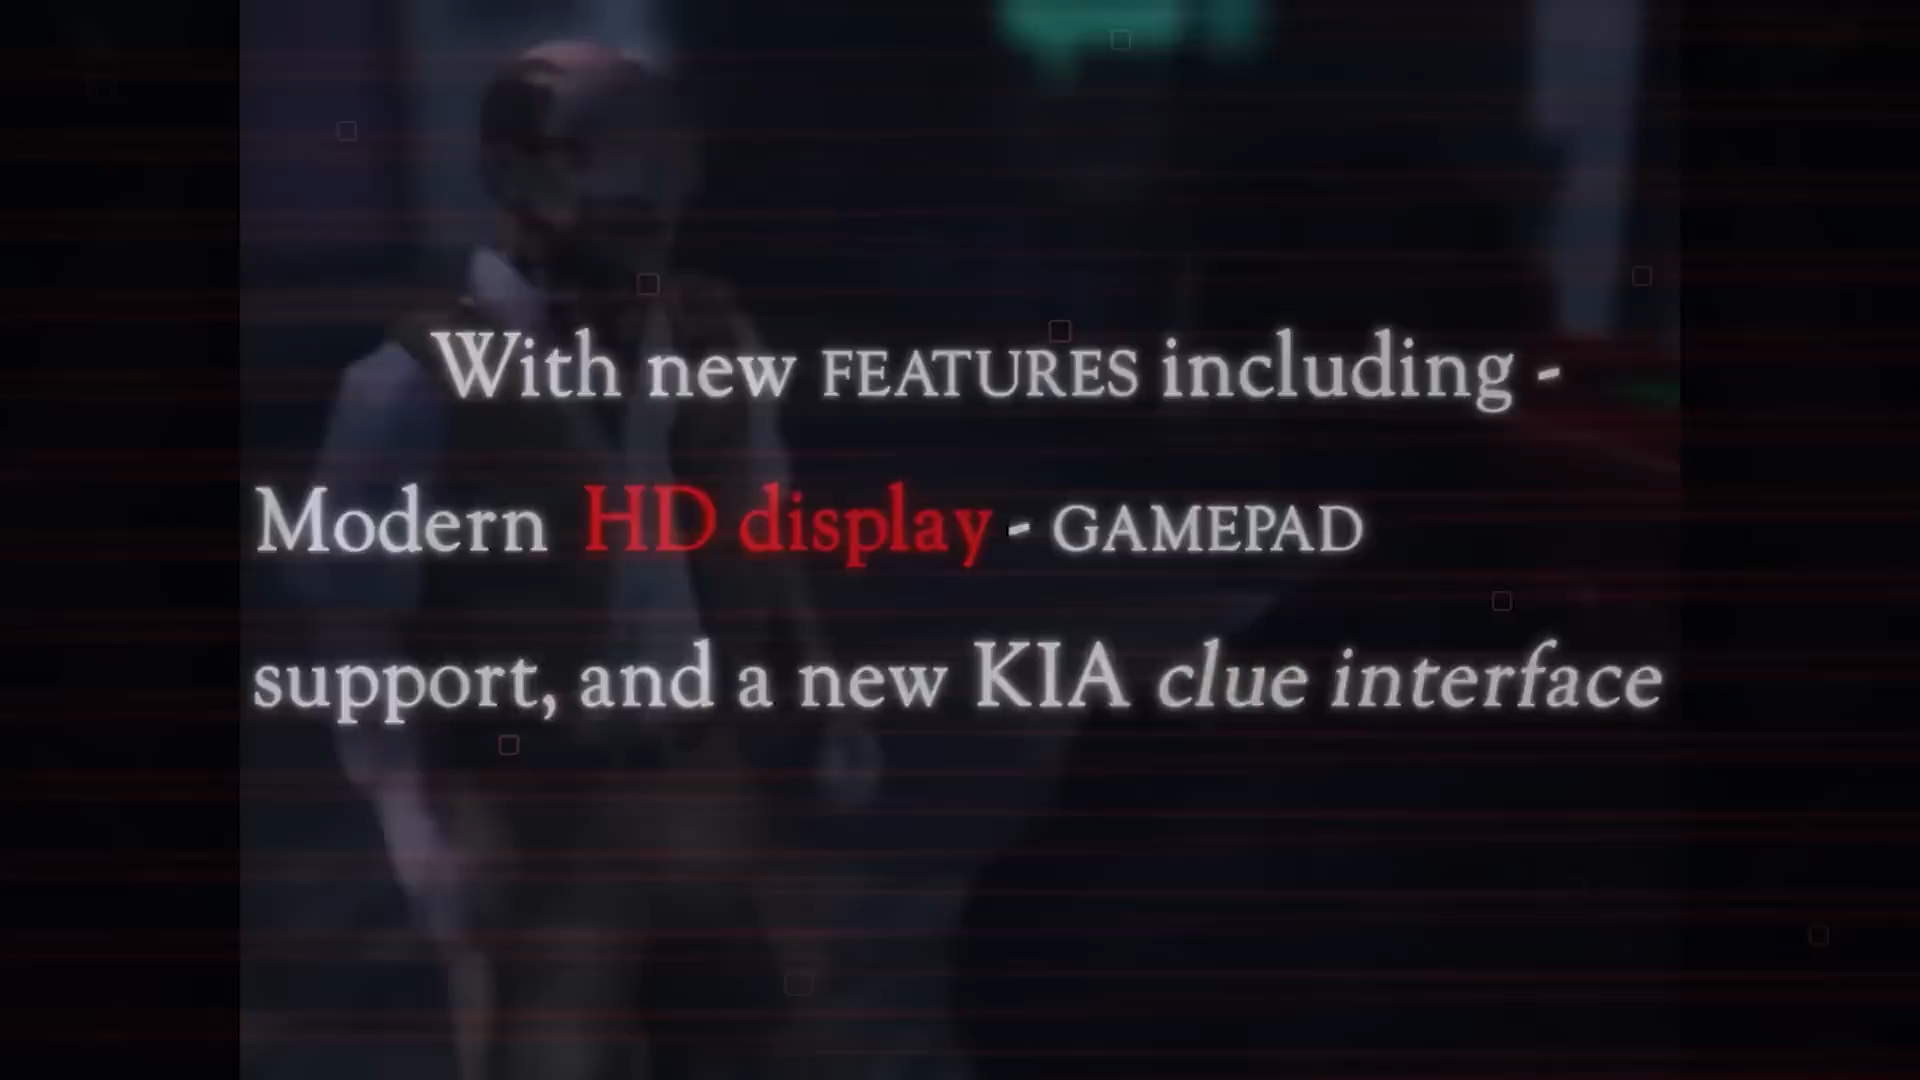 With new FEATURES including -
Modern HD display - GAMEPAD
support, and a new KIA clue interface